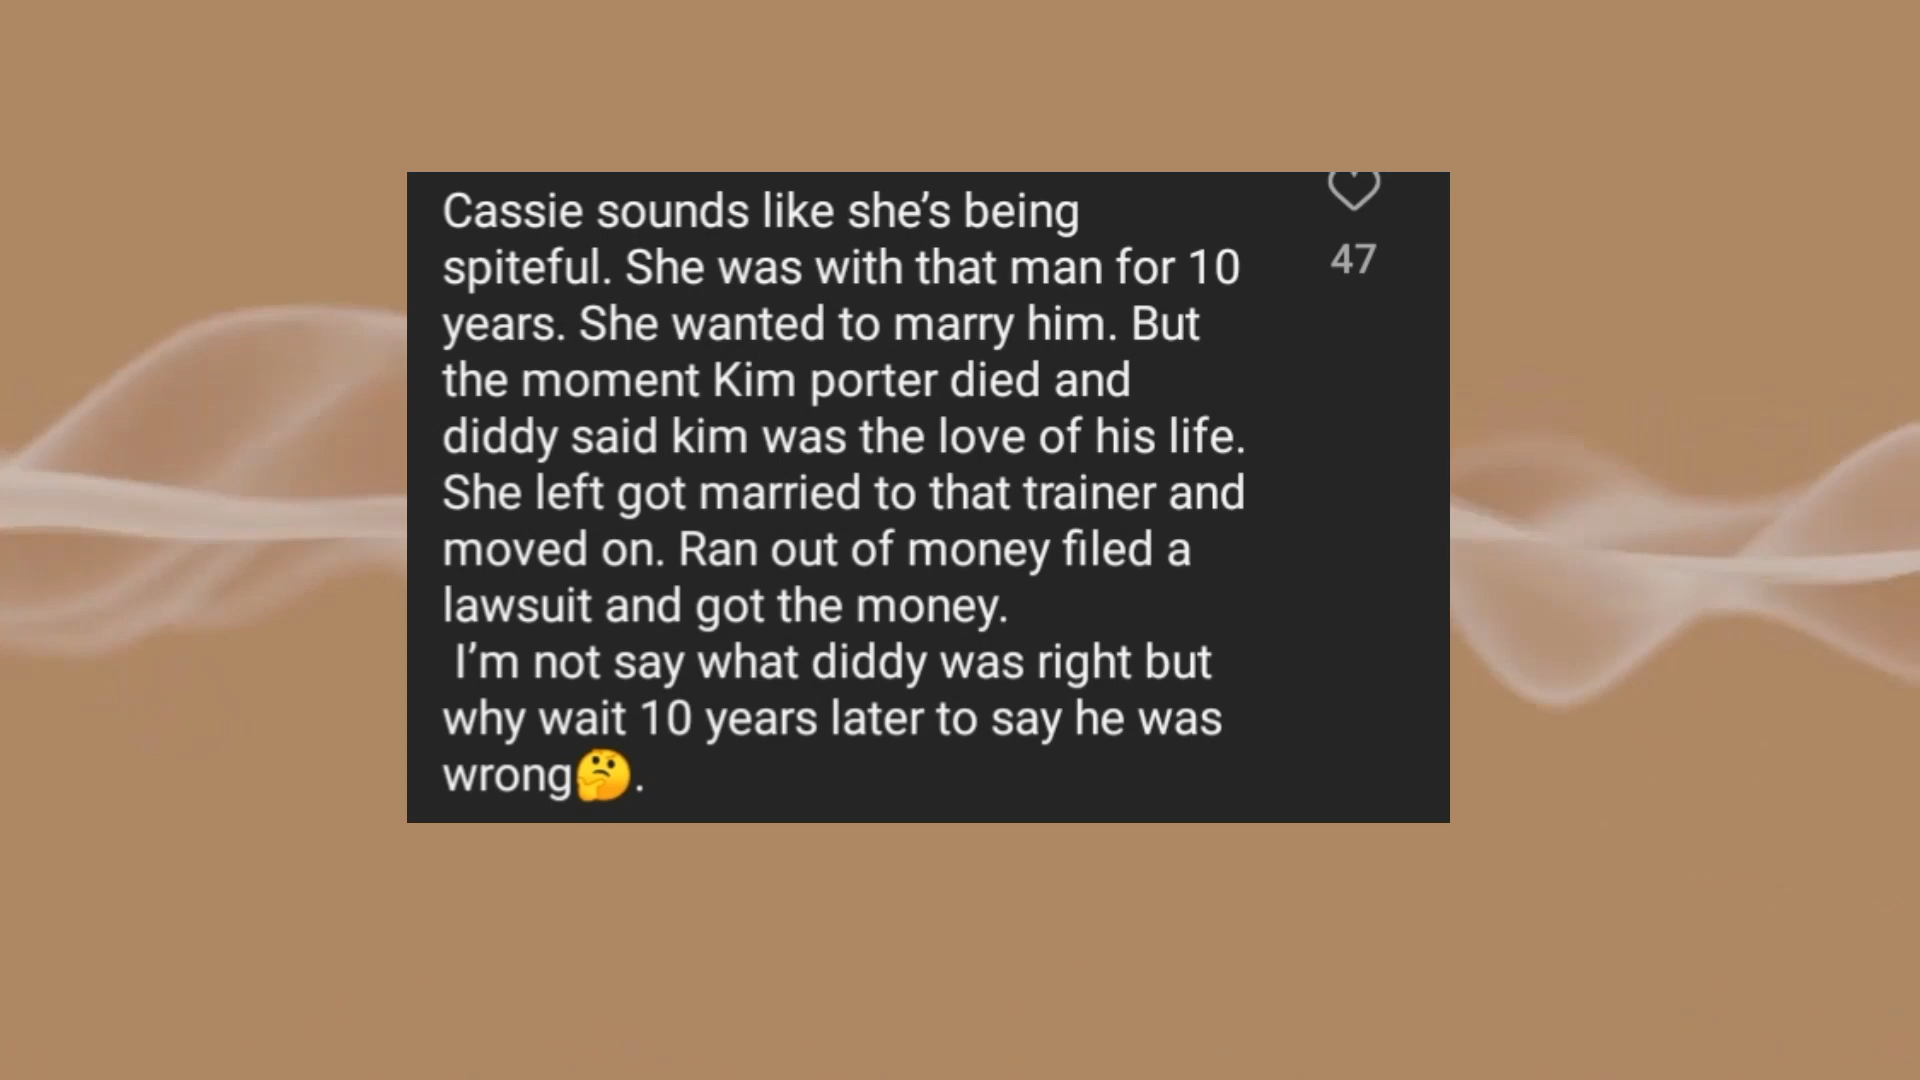 Cassie sounds like she’s being
spiteful. She was with that man for 10
years. She wanted to marry him. But
the moment Kim porter died and
diddy said kim was the love of his life.
She left got married to that trainer and
moved on. Ran out of money filed a
lawsuit and got the money.
I’m not say what diddy was right but
why wait 10 years later to say he was
wrong🤔.
47